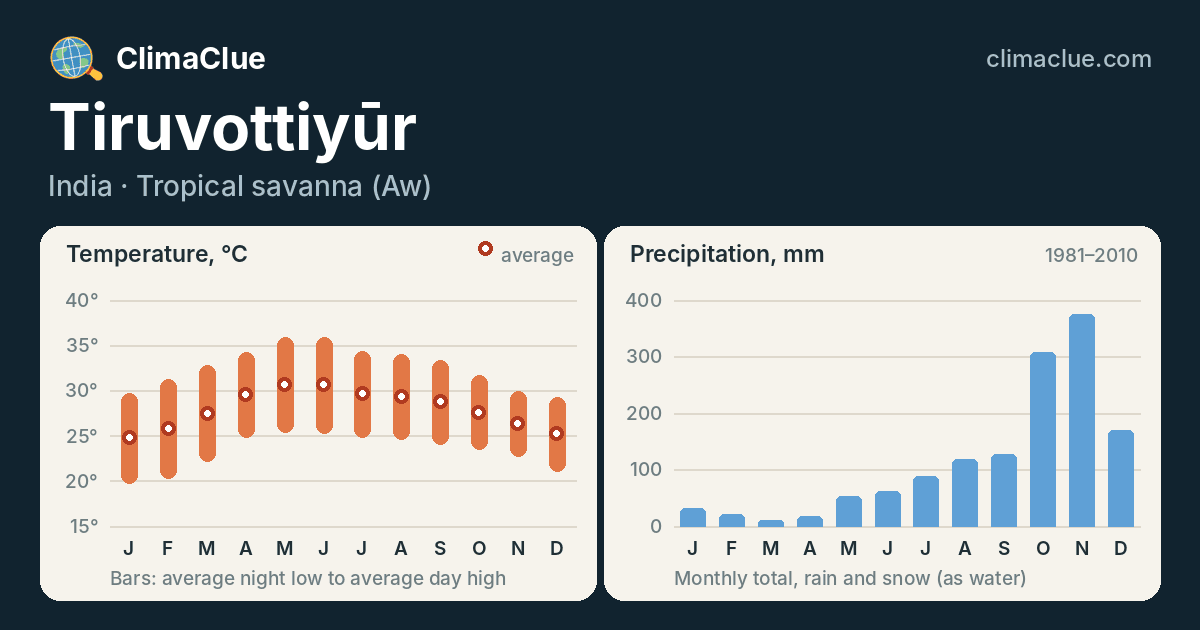 ClimaClue
climaclue.com
Tiruvottiyūr
India · Tropical savanna (Aw)
Temperature, °C
average
40°
35°
30°
25°
20°
15°
J F M A M J J A S O N D
Bars: average night low to average day high
Precipitation, mm
1981–2010
400
300
200
100
0
J F M A M J J A S O N D
Monthly total, rain and snow (as water)